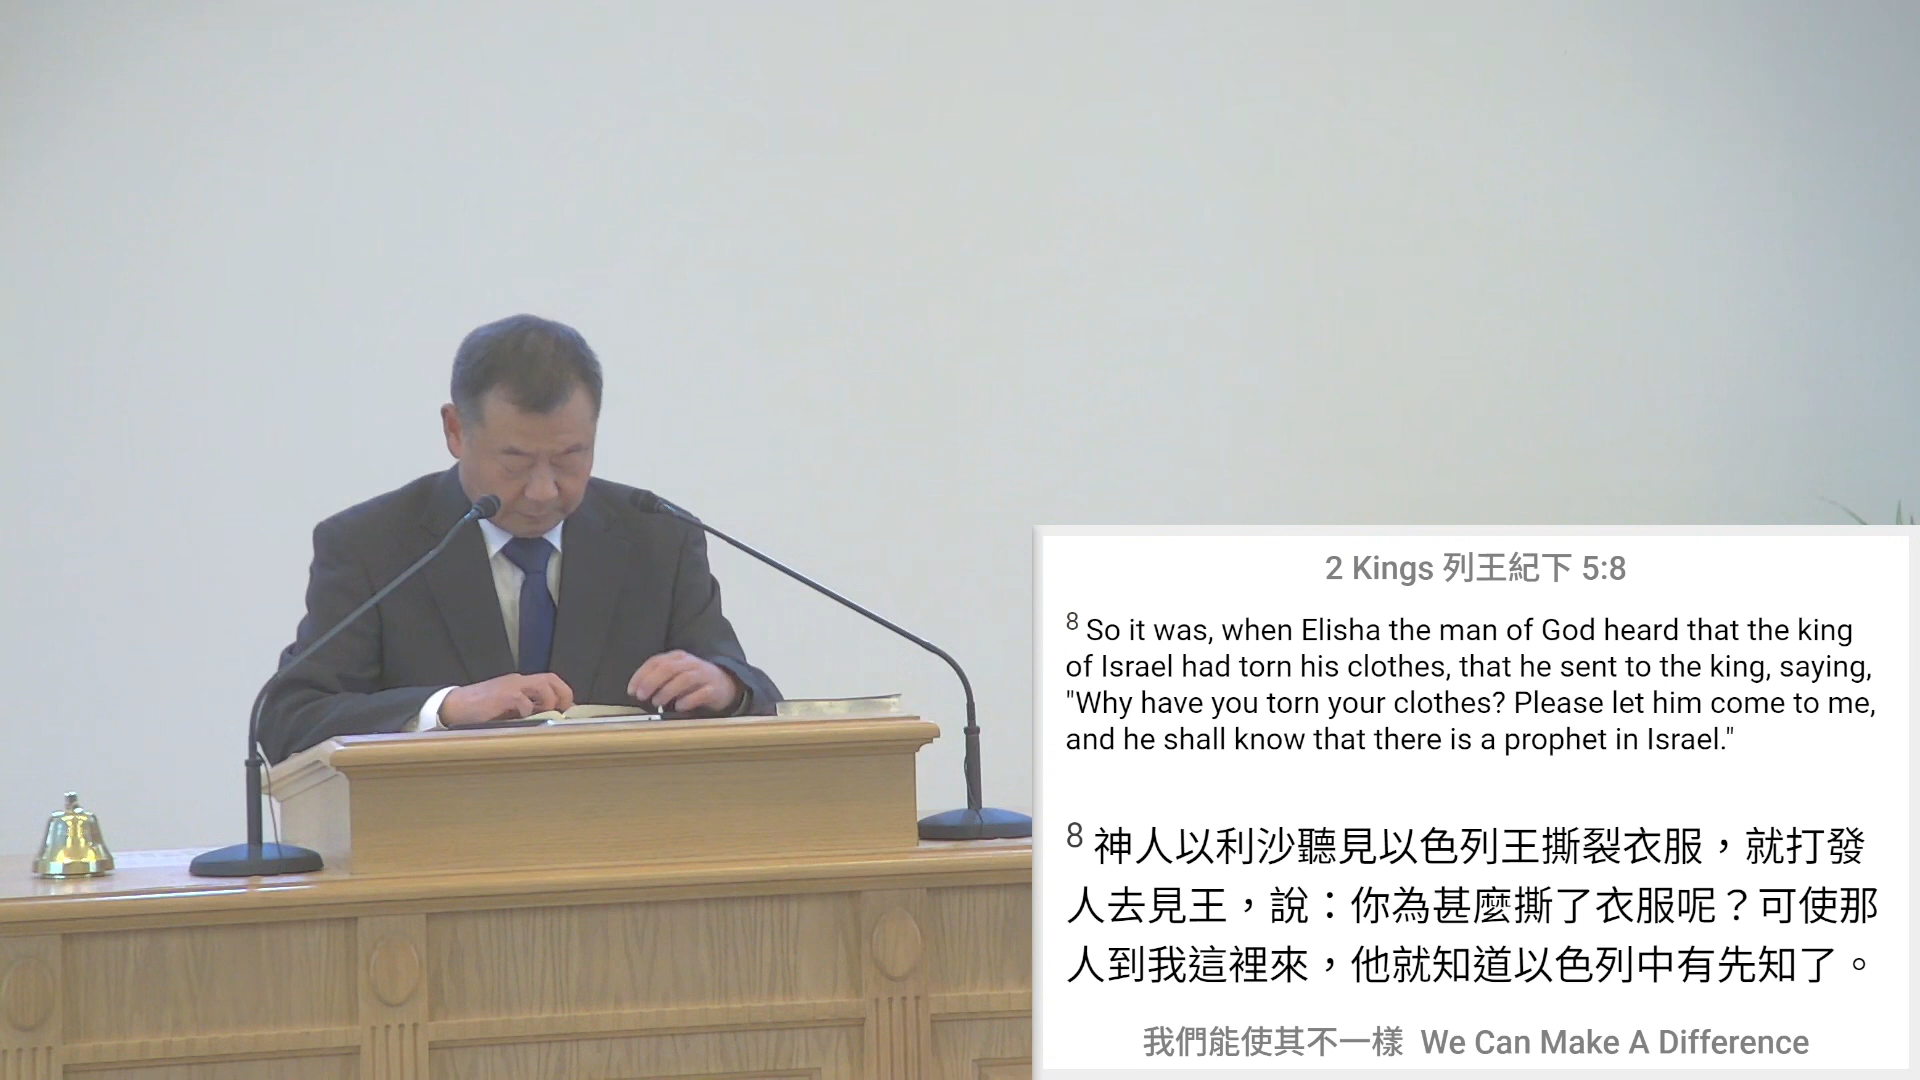 2 Kings 列王紀下 5:8
8 So it was, when Elisha the man of God heard that the king
of Israel had torn his clothes, that he sent to the king, saying,
"Why have you torn your clothes? Please let him come to me,
and he shall know that there is a prophet in Israel."
8 神人以利沙聽見以色列王撕裂衣服，就打發
人去見王，說：你為甚麼撕了衣服呢？可使那
人到我這裡來，他就知道以色列中有先知了。
我們能使其不一樣 We Can Make A Difference